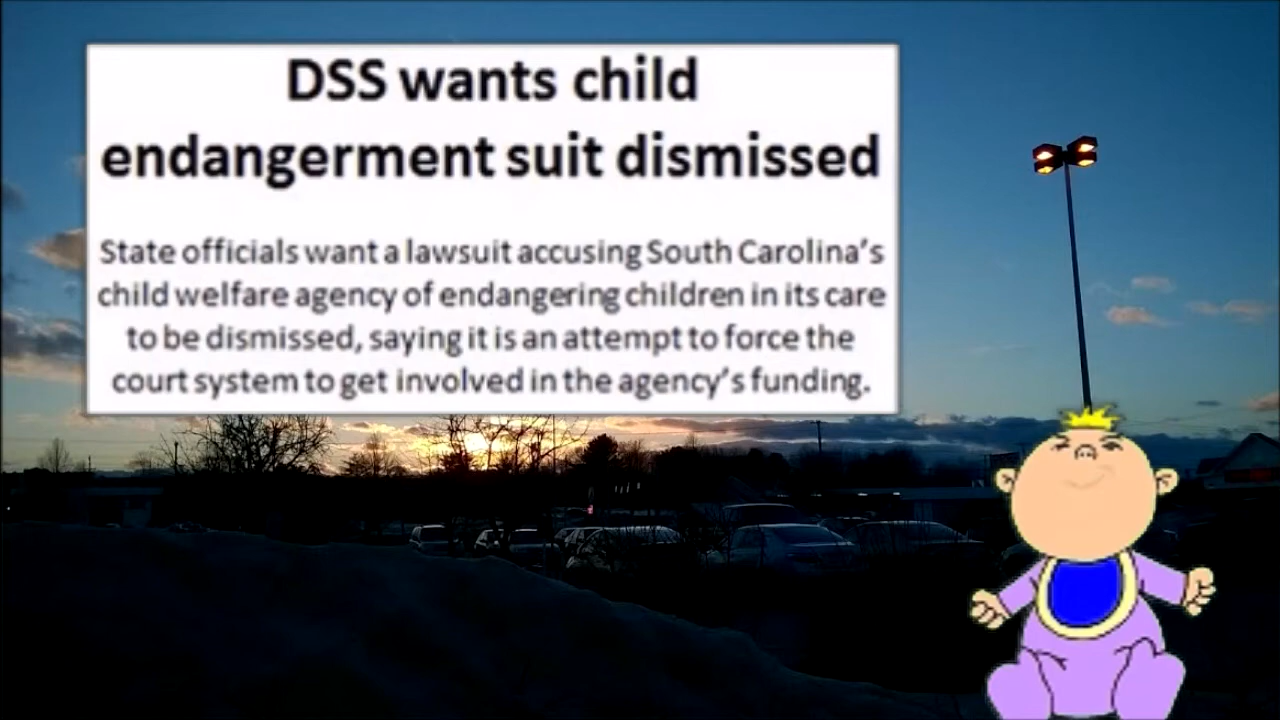 DSS wants child
endangerment suit dismissed
State officials want a lawsuit accusing South Carolina's
child welfare agency of endangering children in its care
to be dismissed, saying it is an attempt to force the
court system to get involved in the agency's funding.